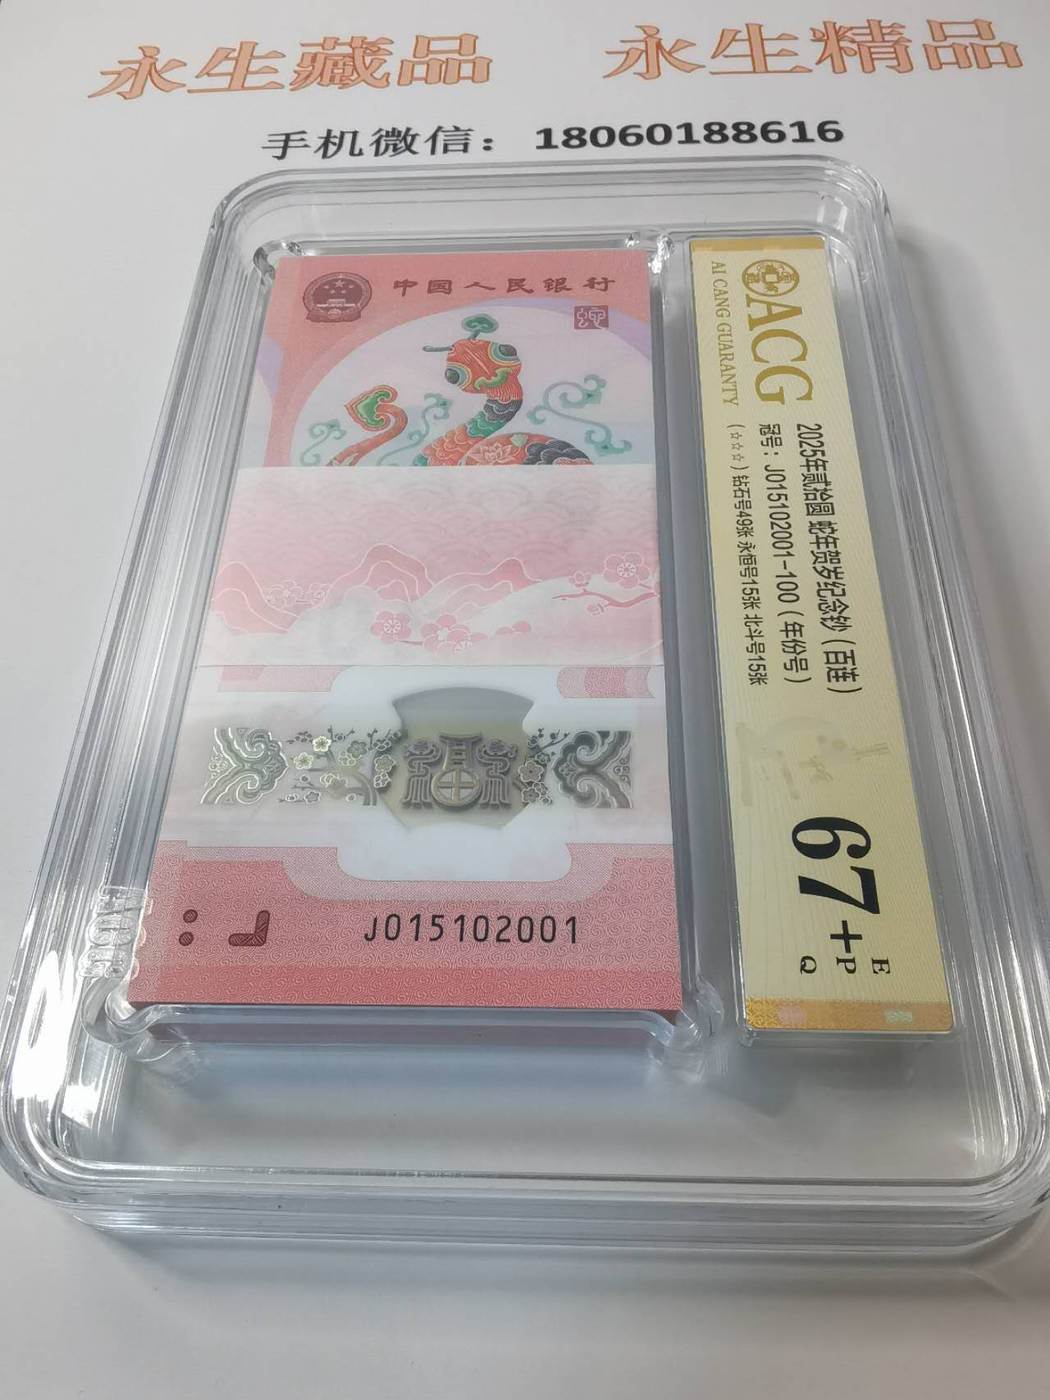 永生藏品 永生精品
手机微信： 18060188616
中国人民银行
J015102001
ACG
AI CANG GUARANTY
2025年贰拾圆 蛇年贺岁纪念钞（百连）
冠号：J015102001-100（年份号）
（☆☆☆）钻石号49张 永恒号15张 北斗号15张
67+
E
P
Q